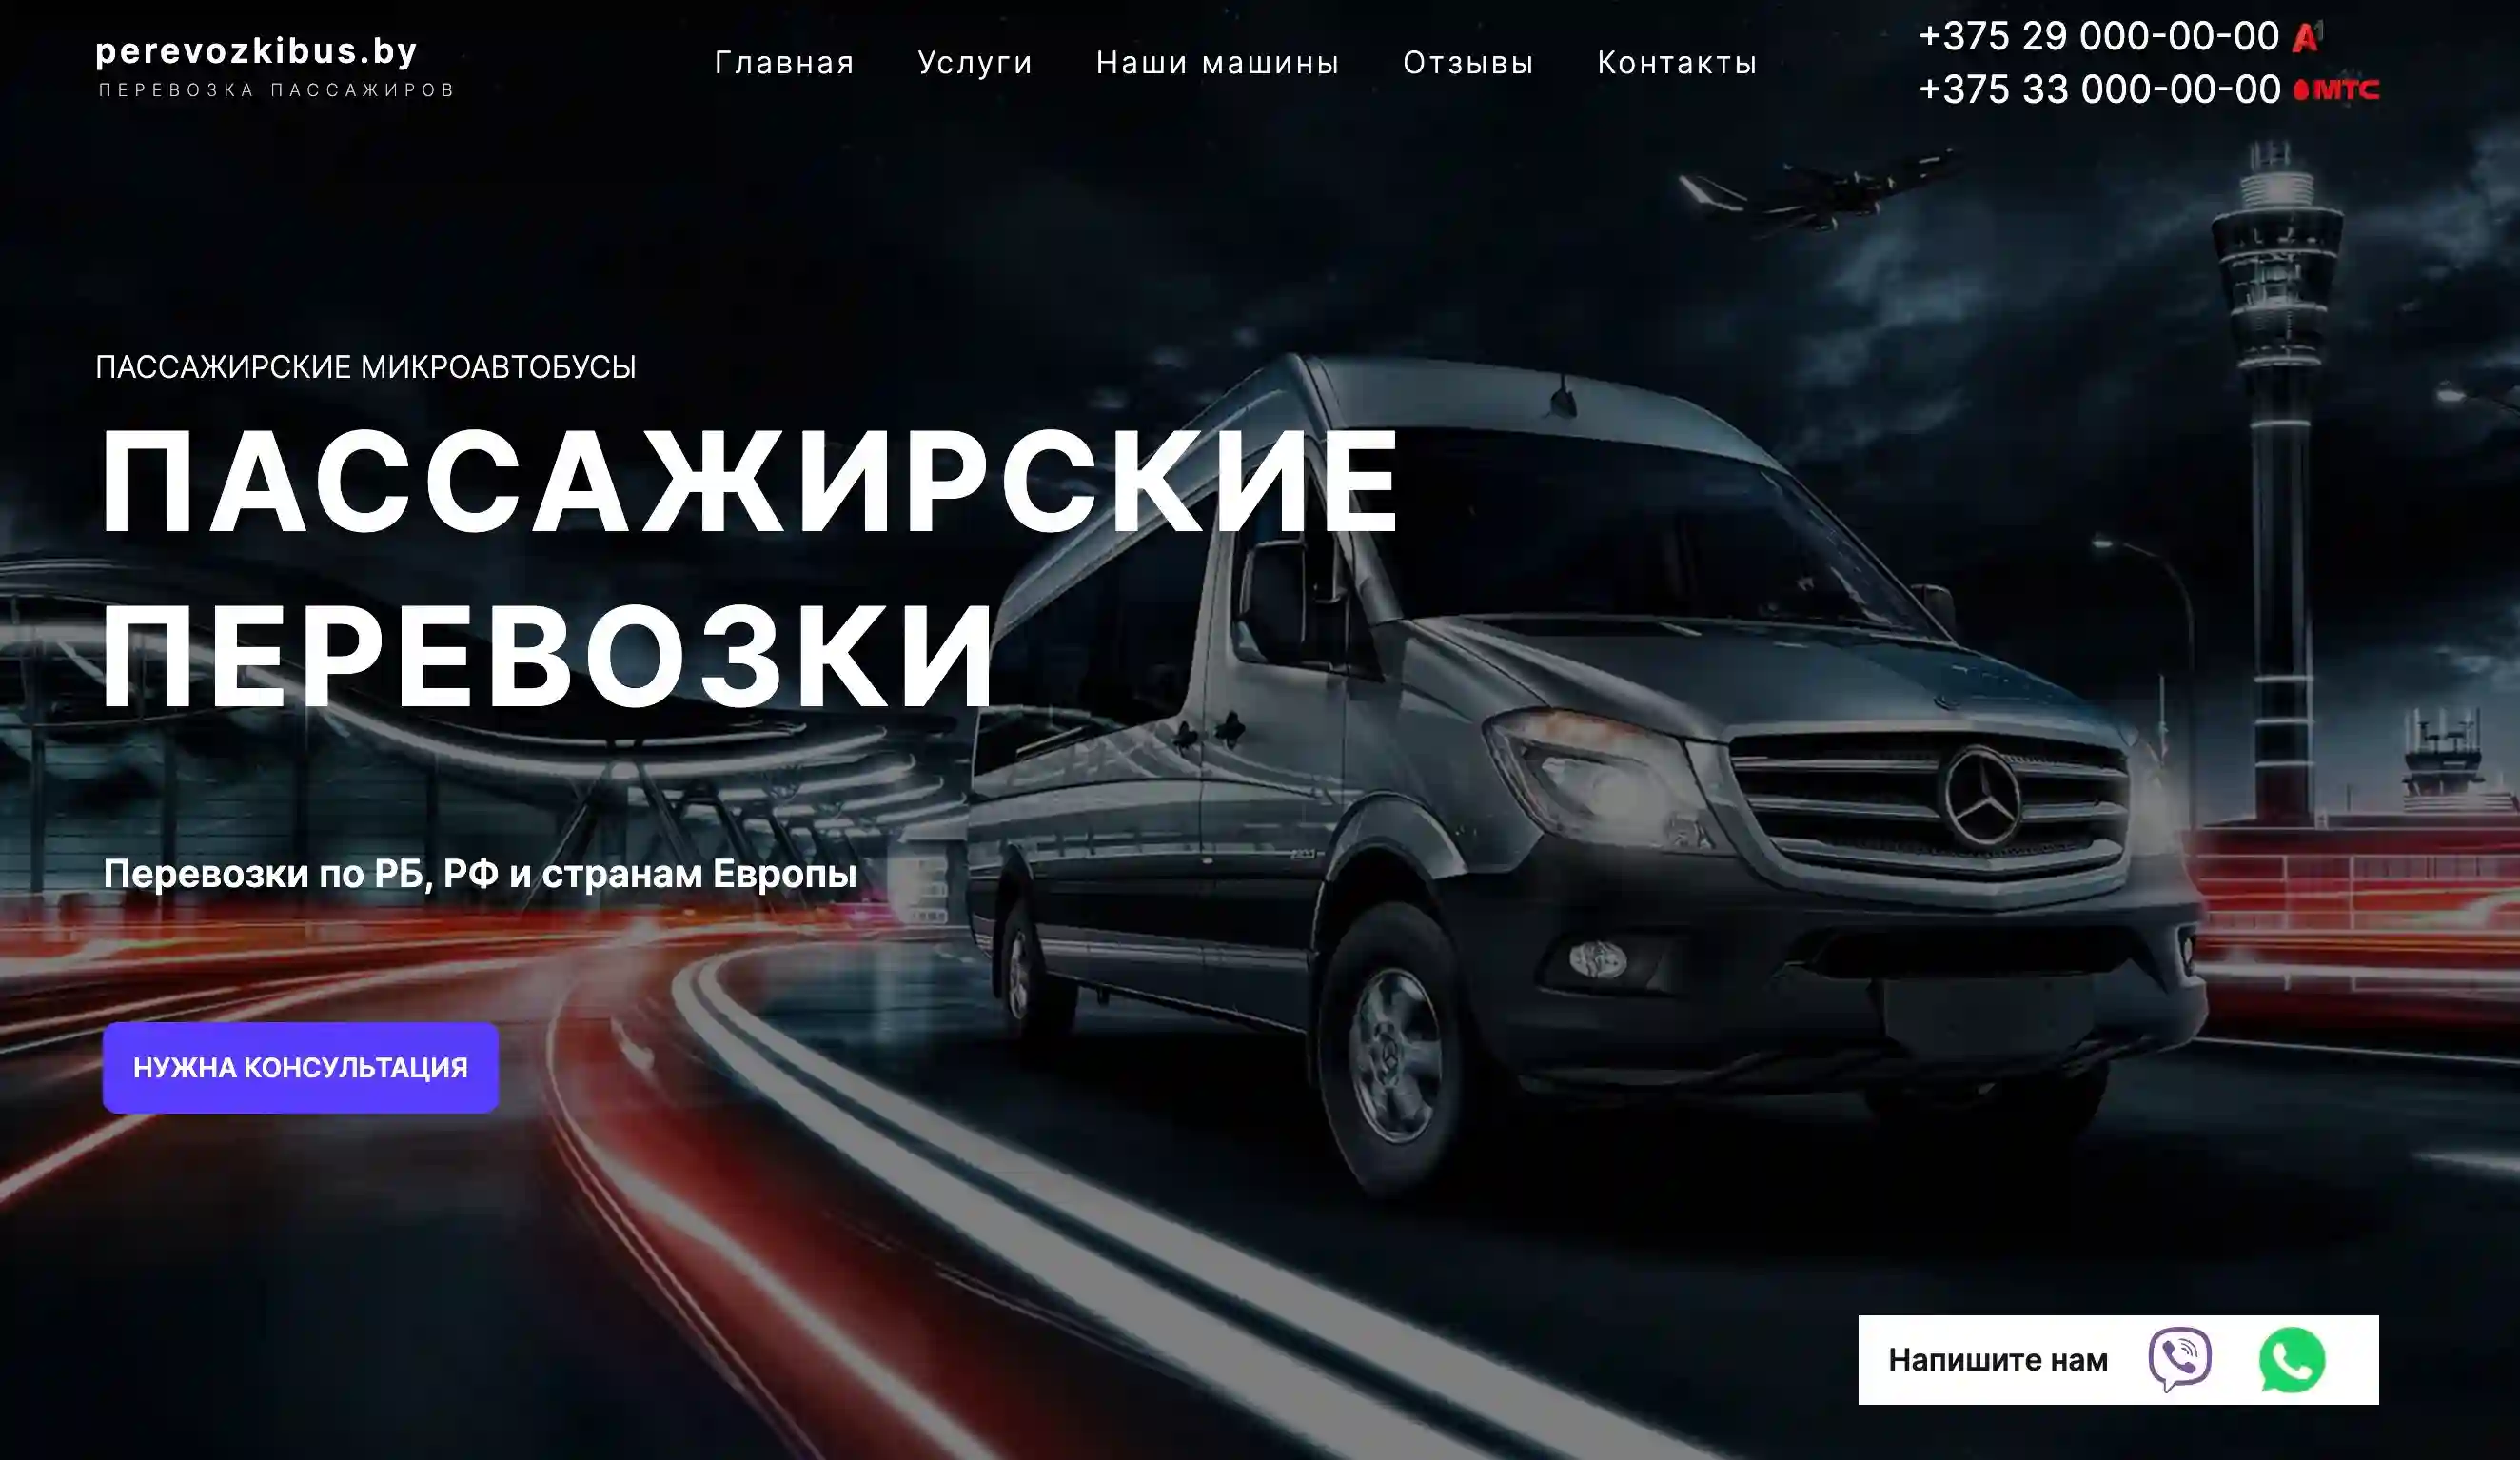 perevozkibus.by
ПЕРЕВОЗКА ПАССАЖИРОВ
Главная Услуги Наши машины Отзывы Контакты
+375 29 000-00-00 A1
+375 33 000-00-00 МТС
ПАССАЖИРСКИЕ МИКРОАВТОБУСЫ
ПАССАЖИРСКИЕ
ПЕРЕВОЗКИ
Перевозки по РБ, РФ и странам Европы
НУЖНА КОНСУЛЬТАЦИЯ
Напишите нам